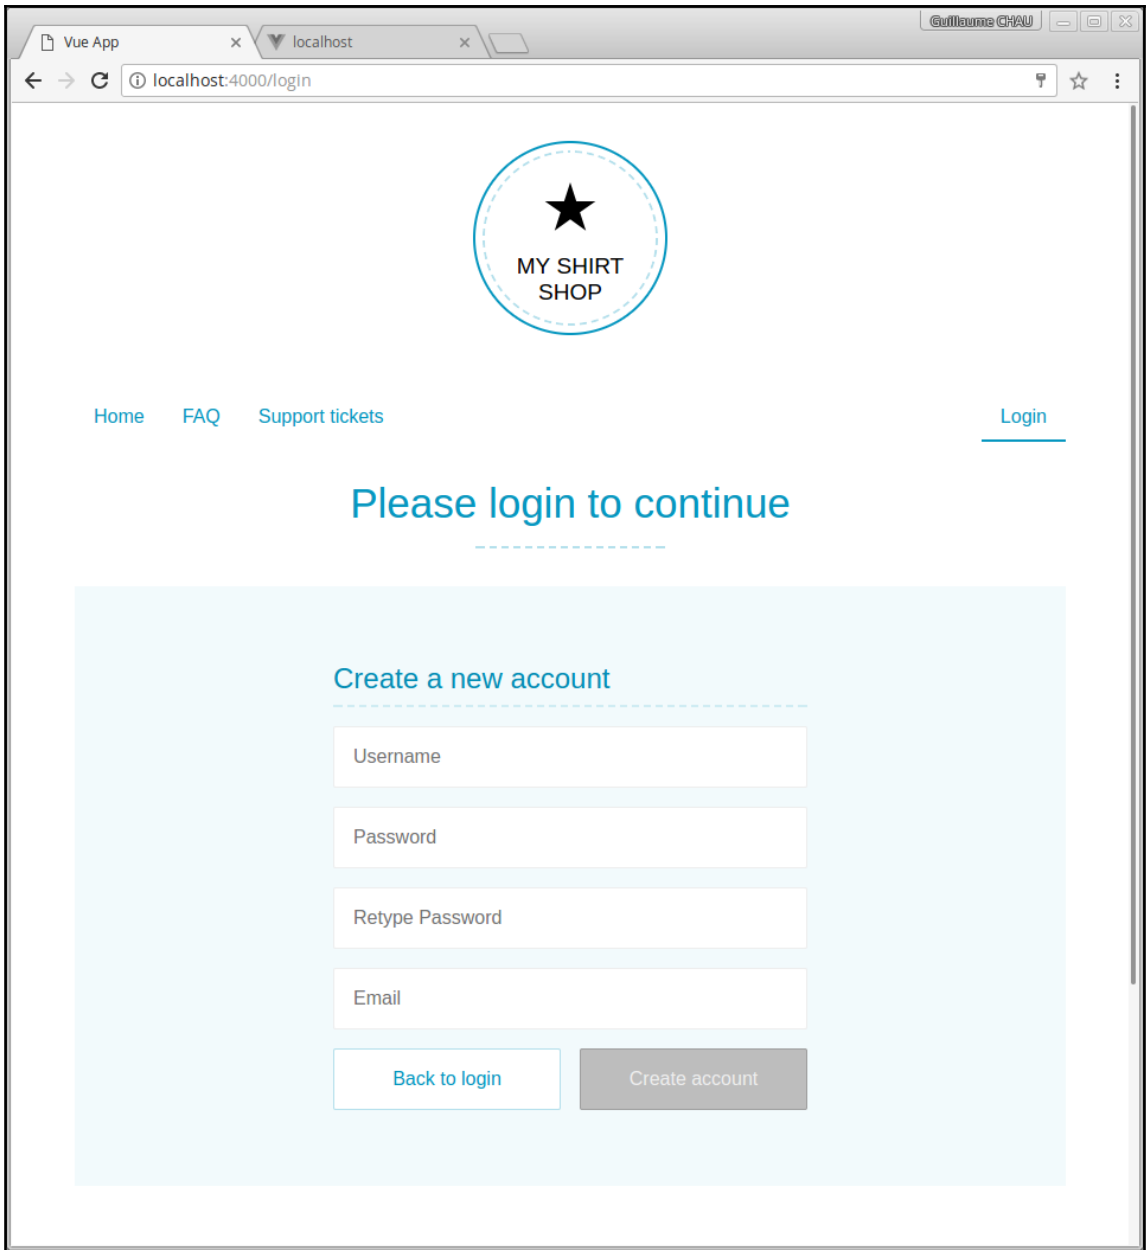 Guillaume CHAU
Vue App
localhost
localhost:4000/login
MY SHIRT
SHOP
Home FAQ Support tickets Login
Please login to continue
Create a new account
Username
Password
Retype Password
Email
Back to login Create account